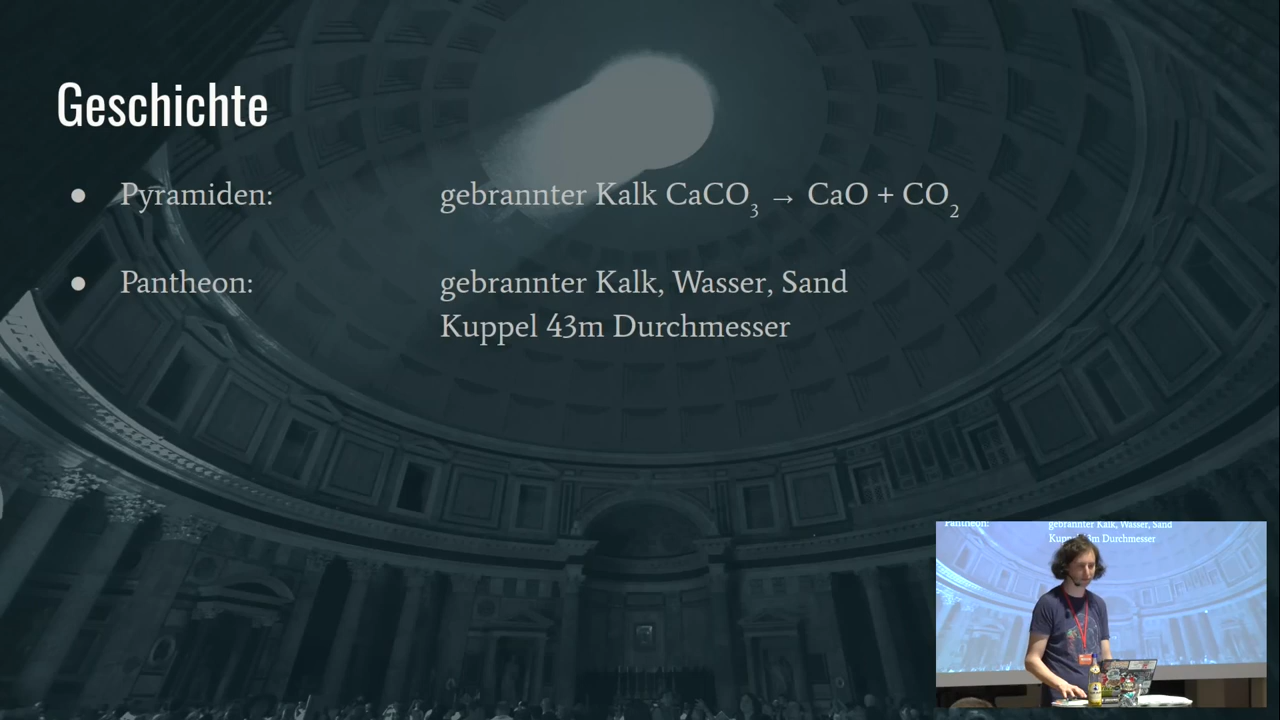 Geschichte
● Pyramiden: gebrannter Kalk CaCO₃ → CaO + CO₂
● Pantheon: gebrannter Kalk, Wasser, Sand
Kuppel 43m Durchmesser
Pantheon: gebrannter Kalk, Wasser, Sand
43m Durchmesser